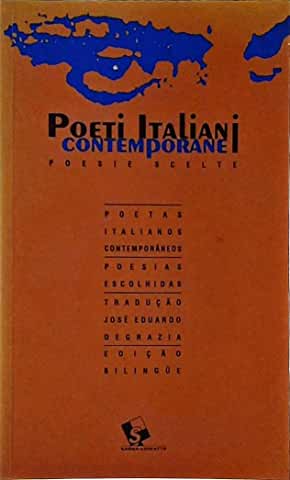 POETI ITALIANI
CONTEMPORANEI
POESIE SCELTE
POETAS
ITALIANOS
CONTEMPORÂNEOS
POESIAS
ESCOLHIDAS
TRADUÇÃO
JOSÉ EDUARDO
DEGRAZIA
EDIÇÃO
BILINGÜE